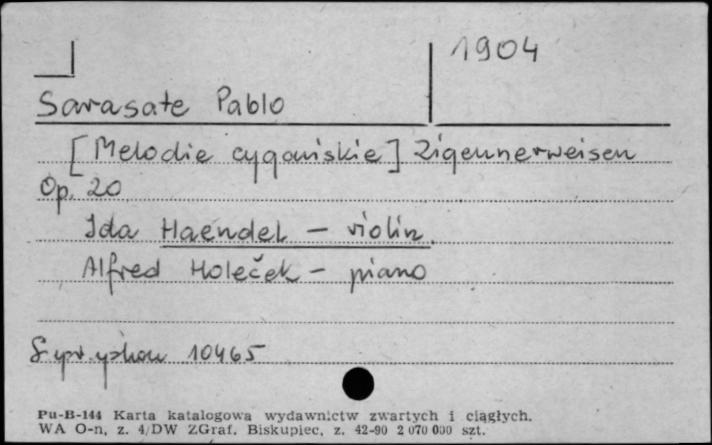 1904
Sarasate Pablo
[Melodie cygańskie] Zigeunerweisen
Op. 20
Ida Haendel – violin
Alfred Holeček – piano
10465
Pu-B-144 Karta katalogowa wydawnictw zwartych i ciągłych.
WA O-n, z. 4/DW ZGraf. Biskupiec, z. 42-90 2 070 000 szt.